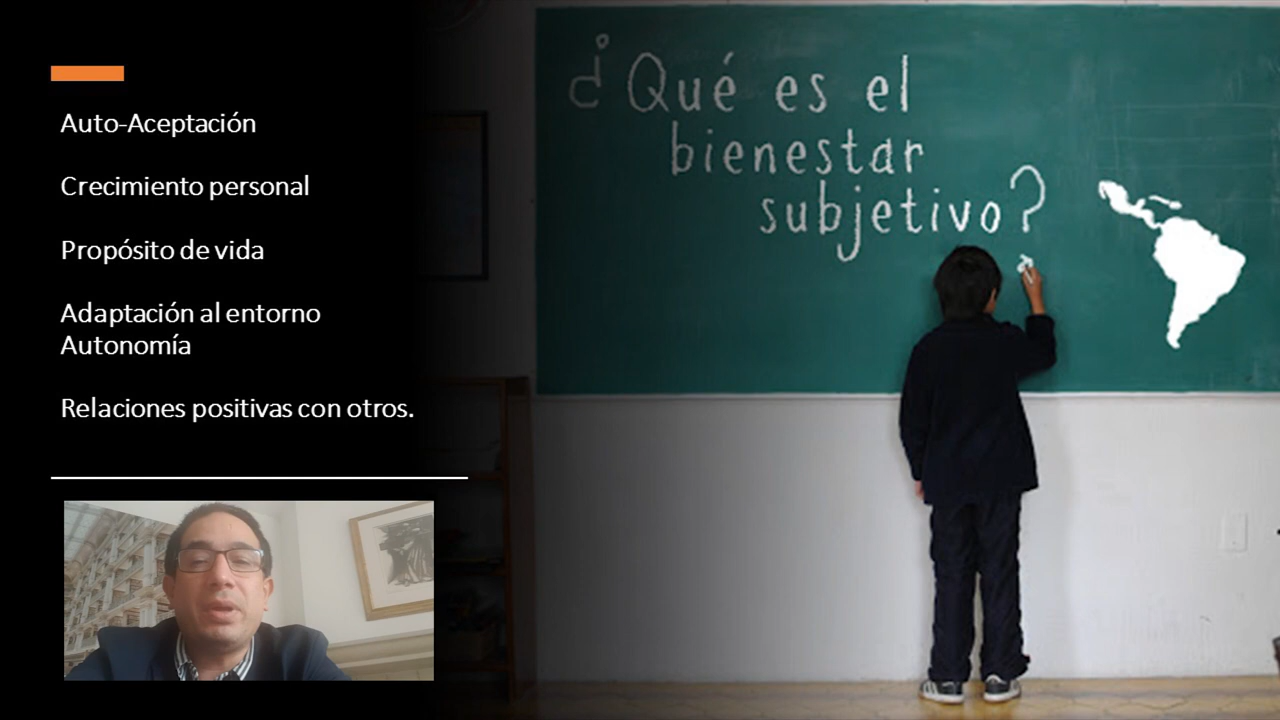 Auto-Aceptación
Crecimiento personal
Propósito de vida
Adaptación al entorno
Autonomía
Relaciones positivas con otros.
¿Qué es el
bienestar
subjetivo?